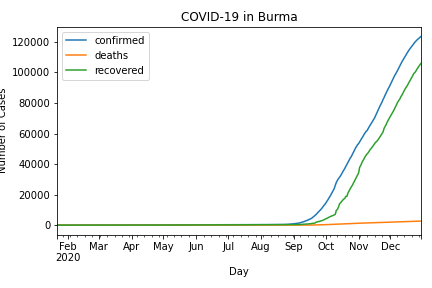 COVID-19 in Burma
confirmed
deaths
recovered
120000
100000
80000
60000
40000
20000
0
Number of Cases
Feb Mar Apr May Jun Jul Aug Sep Oct Nov Dec
2020
Day